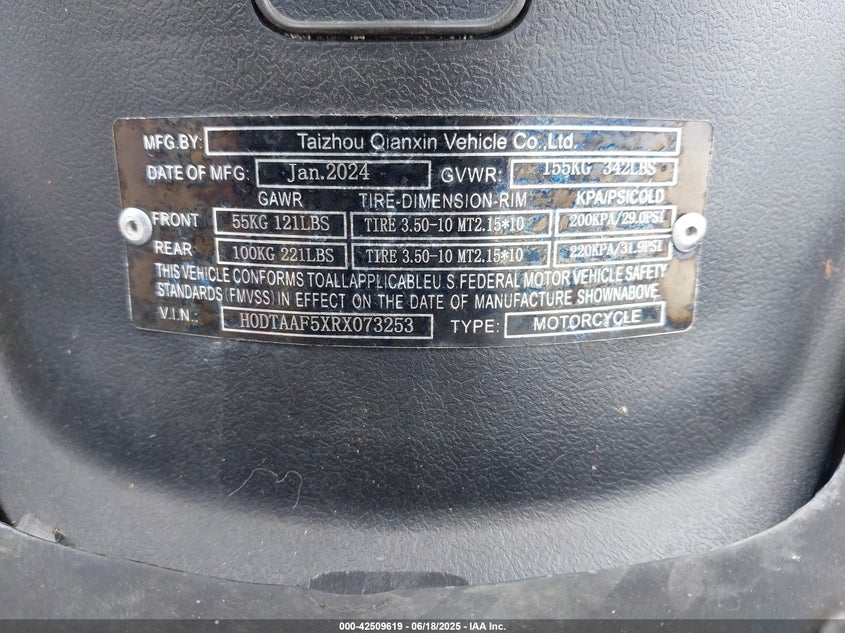 MFG.BY: Taizhou Qianxin Vehicle Co.,Ltd.
DATE OF MFG: Jan.2024 GVWR: 155KG 342LBS
GAWR TIRE-DIMENSION-RIM KPA/PSICOLD
FRONT 55KG 121LBS TIRE 3.50-10 MT2.15*10 200KPA/29.0PSI
REAR 100KG 221LBS TIRE 3.50-10 MT2.15*10 220KPA/31.9PSI
THIS VEHICLE CONFORMS TOALLAPPLICABLEU S FEDERAL MOTOR VEHICLE SAFETY
STANDARDS (FMVSS) IN EFFECT ON THE DATE OF MANUFACTURE SHOWNABOVE
V.I.N.: H0DTAAF5XRX073253 TYPE: MOTORCYCLE
000-42509619 - 06/18/2025 - IAA Inc.